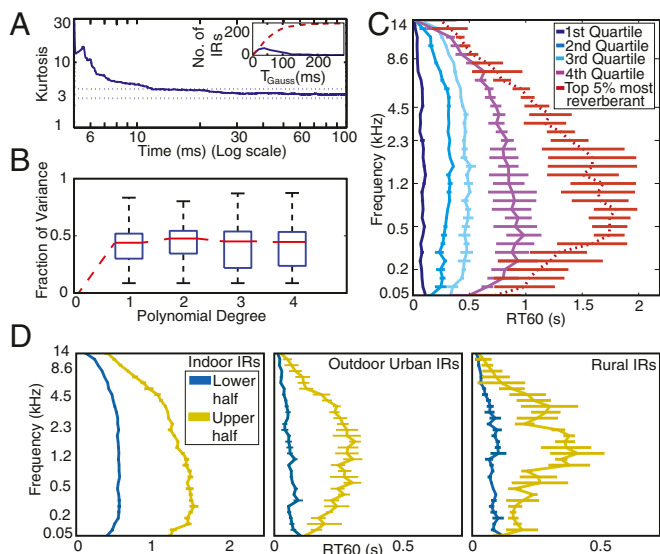 A
30
10
3
1
Kurtosis
6
10
30
60
100
Time (ms) (Log scale)
200
0
No. of
IRs
0
100
200
T Gauss (ms)
B
1
0.5
0
Fraction of Variance
1
2
3
4
Polynomial Degree
C
14
8.6
4.5
2.3
1.2
0.5
0.2
0.05
Frequency (kHz)
1st Quartile
2nd Quartile
3rd Quartile
4th Quartile
Top 5% most
reverberant
0
0.5
1
1.5
2
RT60 (s)
D
14
8.6
4.5
2.3
1.2
0.5
0.2
0.05
Frequency (kHz)
Indoor IRs
Lower
half
Upper
half
0
1
2
Outdoor Urban IRs
0
0.5
Rural IRs
0
0.5
RT60 (s)